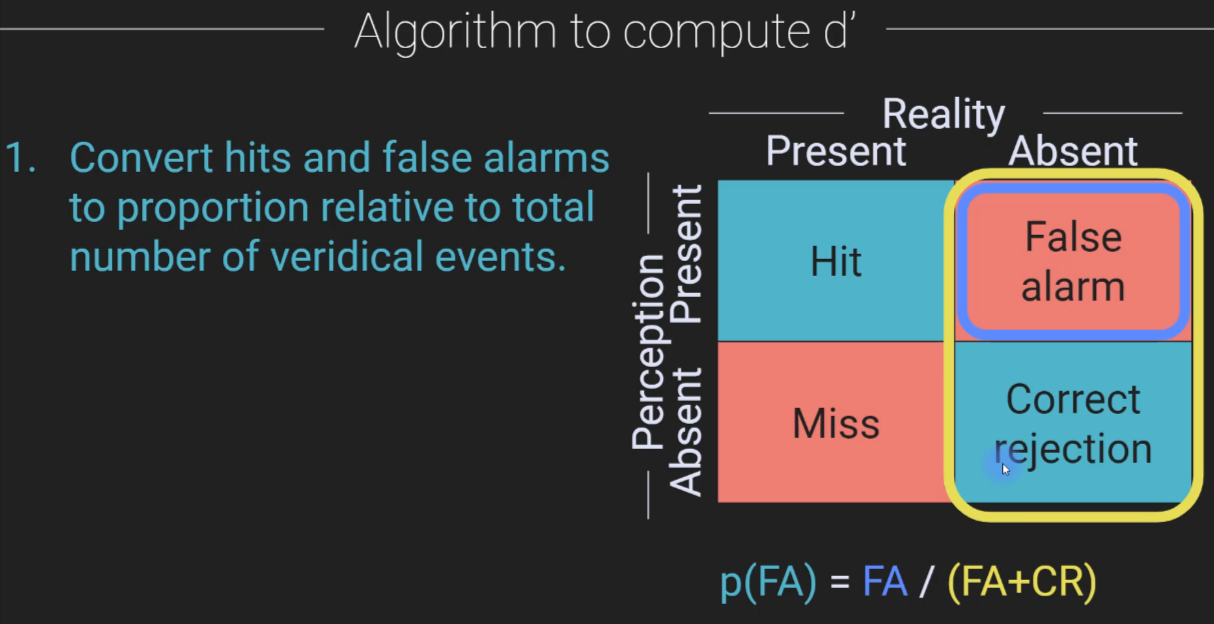 Algorithm to compute d’
1. Convert hits and false alarms
to proportion relative to total
number of veridical events.
Reality
Present Absent
Perception
Present
Absent
Hit
False
alarm
Miss
Correct
rejection
p(FA) = FA / (FA+CR)